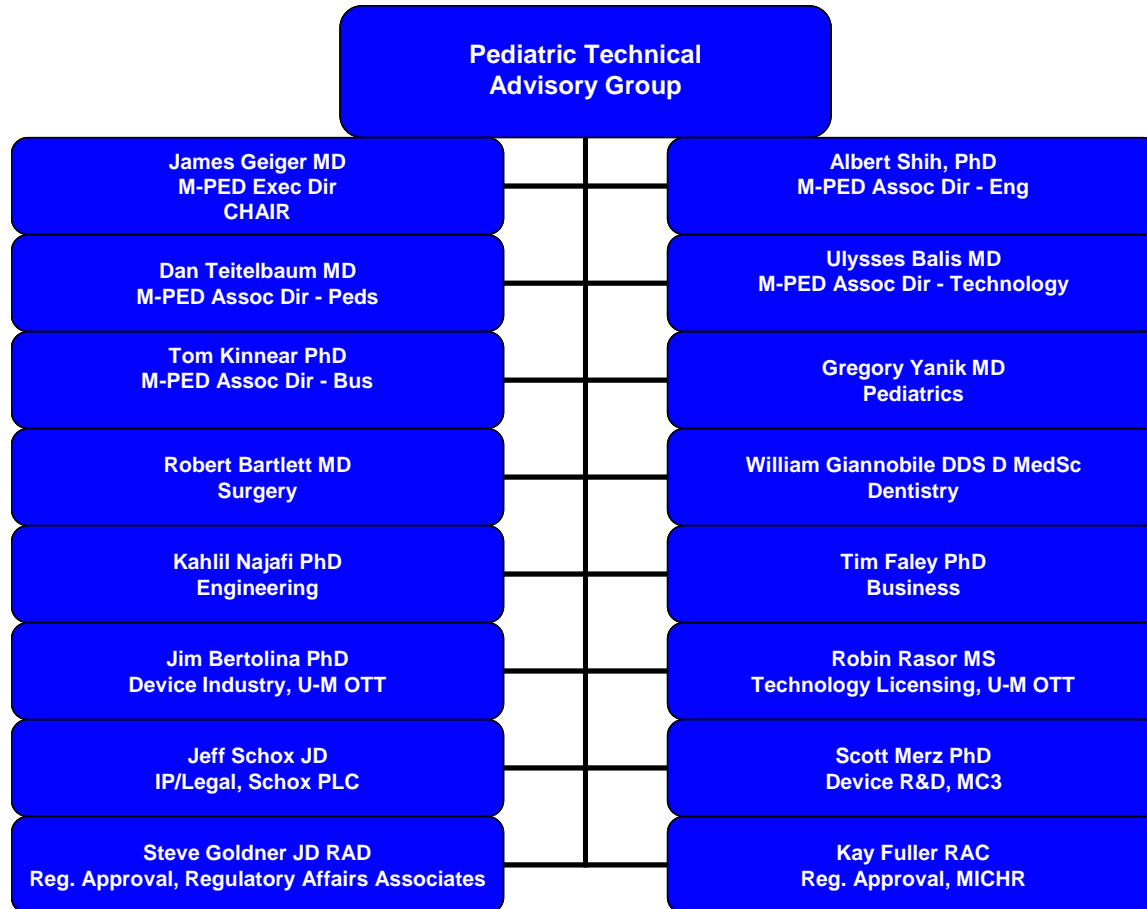 Pediatric Technical
Advisory Group
James Geiger MD
M-PED Exec Dir
CHAIR
Albert Shih, PhD
M-PED Assoc Dir - Eng
Dan Teitelbaum MD
M-PED Assoc Dir - Peds
Ulysses Balis MD
M-PED Assoc Dir - Technology
Tom Kinnear PhD
M-PED Assoc Dir - Bus
Gregory Yanik MD
Pediatrics
Robert Bartlett MD
Surgery
William Giannobile DDS D MedSc
Dentistry
Kahlil Najafi PhD
Engineering
Tim Faley PhD
Business
Jim Bertolina PhD
Device Industry, U-M OTT
Robin Rasor MS
Technology Licensing, U-M OTT
Jeff Schox JD
IP/Legal, Schox PLC
Scott Merz PhD
Device R&D, MC3
Steve Goldner JD RAD
Reg. Approval, Regulatory Affairs Associates
Kay Fuller RAC
Reg. Approval, MICHR